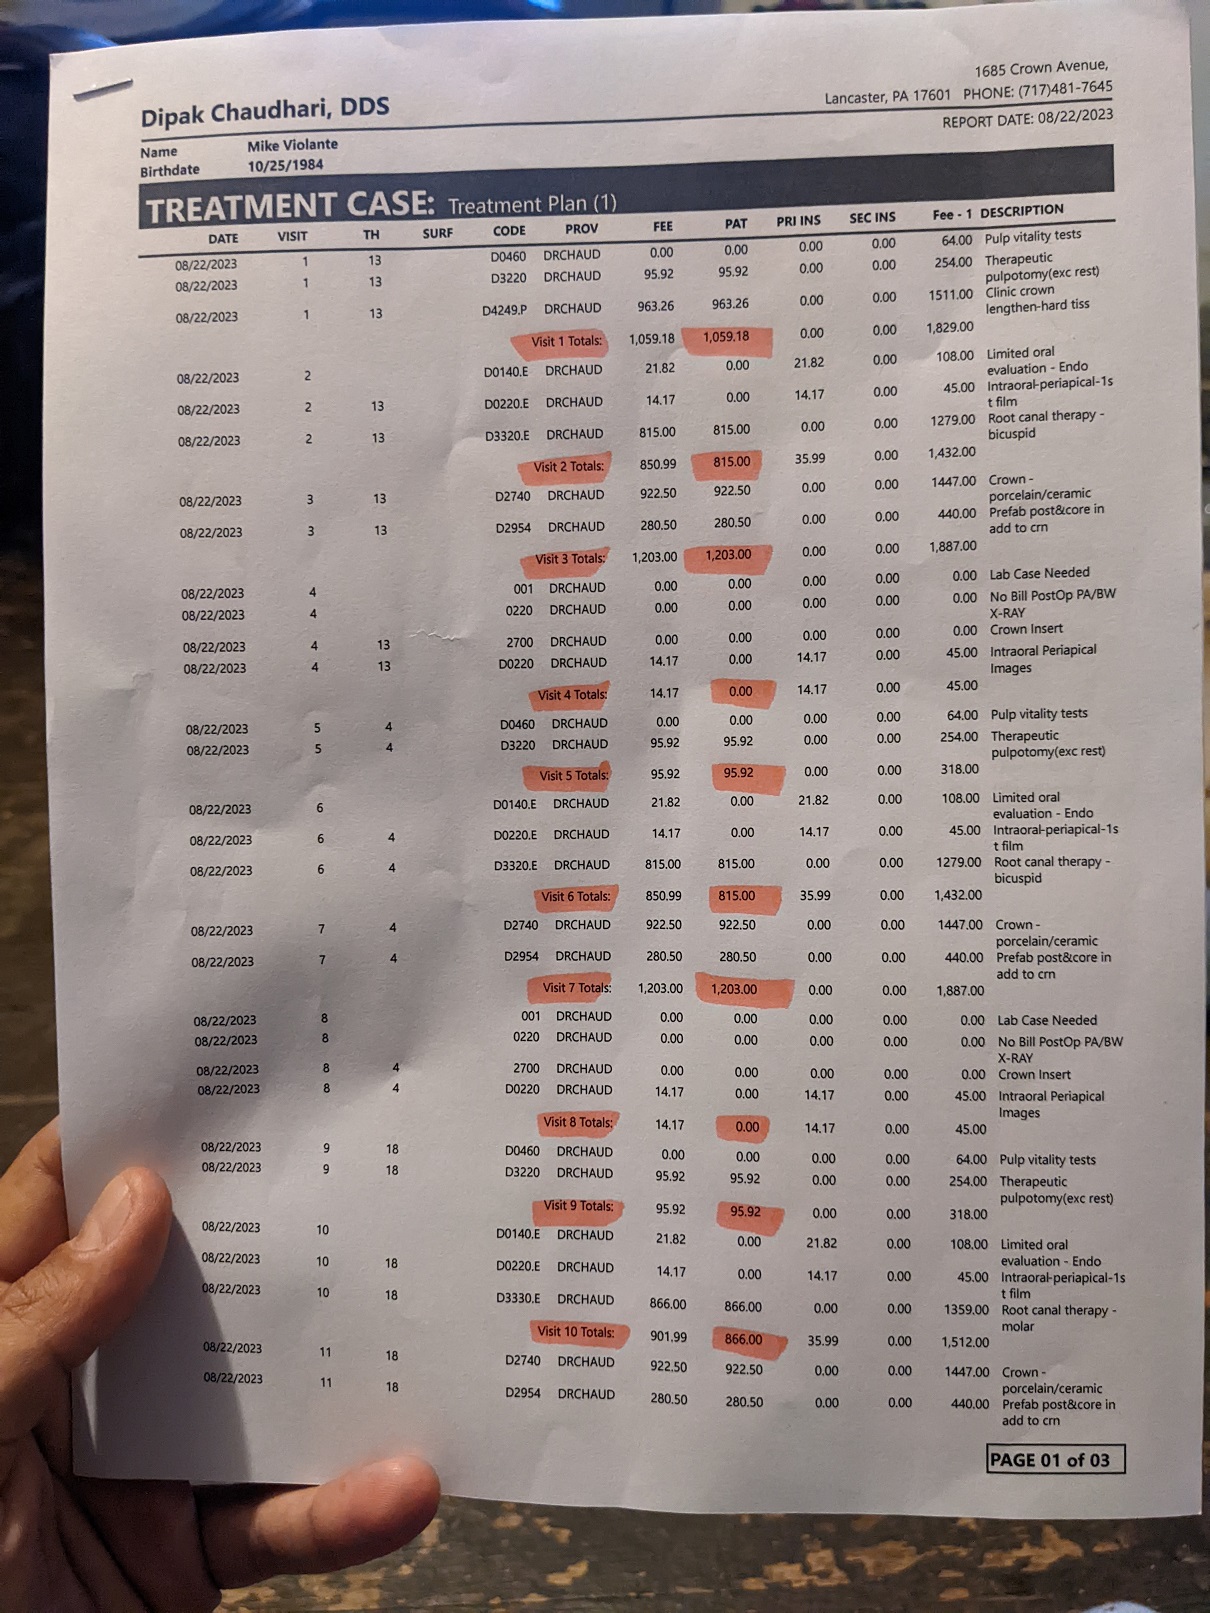 1685 Crown Avenue,
Dipak Chaudhari, DDS Lancaster, PA 17601 PHONE: (717)481-7645
REPORT DATE: 08/22/2023
Name Mike Violante
Birthdate 10/25/1984
TREATMENT CASE: Treatment Plan (1)
DATE VISIT TH SURF CODE PROV FEE PAT PRI INS SEC INS Fee - 1 DESCRIPTION
08/22/2023 1 13 D0460 DRCHAUD 0.00 0.00 0.00 0.00 64.00 Pulp vitality tests
08/22/2023 1 13 D3220 DRCHAUD 95.92 95.92 0.00 0.00 254.00 Therapeutic
pulpotomy(exc rest)
08/22/2023 1 13 D4249.P DRCHAUD 963.26 963.26 0.00 0.00 1511.00 Clinic crown
lengthen-hard tiss
Visit 1 Totals: 1,059.18 1,059.18 0.00 0.00 1,829.00
08/22/2023 2 D0140.E DRCHAUD 21.82 0.00 21.82 0.00 108.00 Limited oral
evaluation - Endo
08/22/2023 2 13 D0220.E DRCHAUD 14.17 0.00 14.17 0.00 45.00 Intraoral-periapical-1s
t film
08/22/2023 2 13 D3320.E DRCHAUD 815.00 815.00 0.00 0.00 1279.00 Root canal therapy -
bicuspid
Visit 2 Totals: 850.99 815.00 35.99 0.00 1,432.00
08/22/2023 3 13 D2740 DRCHAUD 922.50 922.50 0.00 0.00 1447.00 Crown -
porcelain/ceramic
08/22/2023 3 13 D2954 DRCHAUD 280.50 280.50 0.00 0.00 440.00 Prefab post&core in
add to crn
Visit 3 Totals: 1,203.00 1,203.00 0.00 0.00 1,887.00
08/22/2023 4 001 DRCHAUD 0.00 0.00 0.00 0.00 0.00 Lab Case Needed
08/22/2023 4 0220 DRCHAUD 0.00 0.00 0.00 0.00 0.00 No Bill PostOp PA/BW
X-RAY
08/22/2023 4 13 2700 DRCHAUD 0.00 0.00 0.00 0.00 0.00 Crown Insert
08/22/2023 4 13 D0220 DRCHAUD 14.17 0.00 14.17 0.00 45.00 Intraoral Periapical
Images
Visit 4 Totals: 14.17 0.00 14.17 0.00 45.00
08/22/2023 5 4 D0460 DRCHAUD 0.00 0.00 0.00 0.00 64.00 Pulp vitality tests
08/22/2023 5 4 D3220 DRCHAUD 95.92 95.92 0.00 0.00 254.00 Therapeutic
pulpotomy(exc rest)
Visit 5 Totals: 95.92 95.92 0.00 0.00 318.00
08/22/2023 6 D0140.E DRCHAUD 21.82 0.00 21.82 0.00 108.00 Limited oral
evaluation - Endo
08/22/2023 6 4 D0220.E DRCHAUD 14.17 0.00 14.17 0.00 45.00 Intraoral-periapical-1s
t film
08/22/2023 6 4 D3320.E DRCHAUD 815.00 815.00 0.00 0.00 1279.00 Root canal therapy -
bicuspid
Visit 6 Totals: 850.99 815.00 35.99 0.00 1,432.00
08/22/2023 7 4 D2740 DRCHAUD 922.50 922.50 0.00 0.00 1447.00 Crown -
porcelain/ceramic
08/22/2023 7 4 D2954 DRCHAUD 280.50 280.50 0.00 0.00 440.00 Prefab post&core in
add to crn
Visit 7 Totals: 1,203.00 1,203.00 0.00 0.00 1,887.00
08/22/2023 8 001 DRCHAUD 0.00 0.00 0.00 0.00 0.00 Lab Case Needed
08/22/2023 8 0220 DRCHAUD 0.00 0.00 0.00 0.00 0.00 No Bill PostOp PA/BW
X-RAY
08/22/2023 8 4 2700 DRCHAUD 0.00 0.00 0.00 0.00 0.00 Crown Insert
08/22/2023 8 4 D0220 DRCHAUD 14.17 0.00 14.17 0.00 45.00 Intraoral Periapical
Images
Visit 8 Totals: 14.17 0.00 14.17 0.00 45.00
08/22/2023 9 18 D0460 DRCHAUD 0.00 0.00 0.00 0.00 64.00 Pulp vitality tests
08/22/2023 9 18 D3220 DRCHAUD 95.92 95.92 0.00 0.00 254.00 Therapeutic
pulpotomy(exc rest)
Visit 9 Totals: 95.92 95.92 0.00 0.00 318.00
08/22/2023 10 D0140.E DRCHAUD 21.82 0.00 21.82 0.00 108.00 Limited oral
evaluation - Endo
08/22/2023 10 18 D0220.E DRCHAUD 14.17 0.00 14.17 0.00 45.00 Intraoral-periapical-1s
t film
08/22/2023 10 18 D3330.E DRCHAUD 866.00 866.00 0.00 0.00 1359.00 Root canal therapy -
molar
Visit 10 Totals: 901.99 866.00 35.99 0.00 1,512.00
08/22/2023 11 18 D2740 DRCHAUD 922.50 922.50 0.00 0.00 1447.00 Crown -
porcelain/ceramic
08/22/2023 11 18 D2954 DRCHAUD 280.50 280.50 0.00 0.00 440.00 Prefab post&core in
add to crn
PAGE 01 of 03